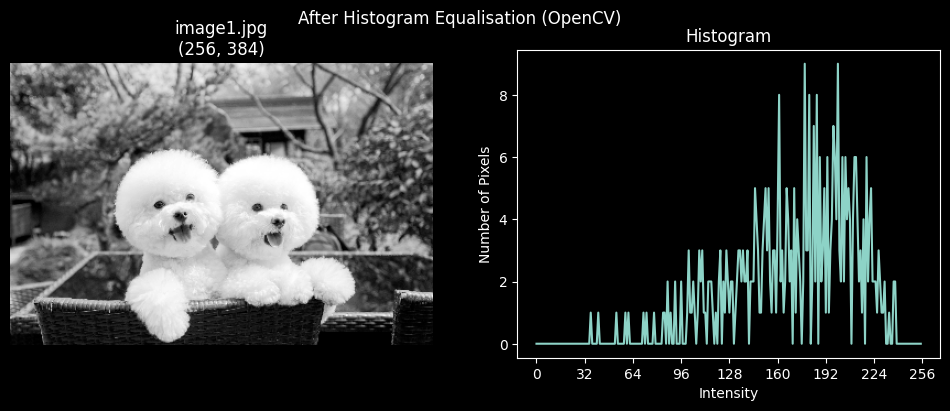 After Histogram Equalisation (OpenCV)
image1.jpg
(256, 384)
Histogram
Number of Pixels
8
6
4
2
0
0 32 64 96 128 160 192 224 256
Intensity